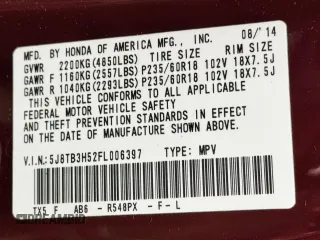 MFD. BY HONDA OF AMERICA MFG., INC. 08/'14
GVWR 2200KG(4850LBS) TIRE SIZE RIM SIZE
GAWR F 1160KG(2557LBS) P235/60R18 102V 18X7.5J
GAWR R 1040KG(2293LBS) P235/60R18 102V 18X7.5J
THIS VEHICLE CONFORMS TO ALL APPLICABLE
FEDERAL MOTOR VEHICLE SAFETY, BUMPER, AND
THEFT PREVENTION STANDARDS IN EFFECT ON
THE DATE OF MANUFACTURE SHOWN ABOVE.
V.I.N.: 5J8TB3H52FL006397 TYPE: MPV
TX5 F AB6 - R548PX - F - L